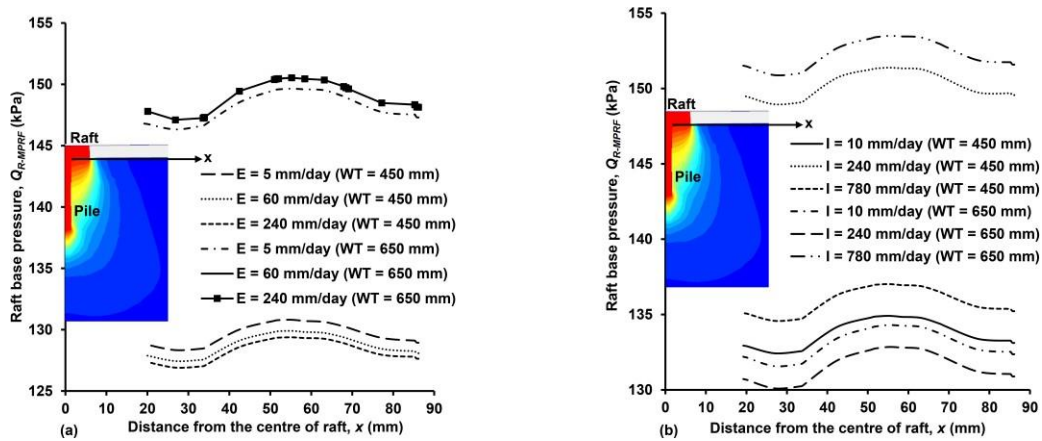 155
150
145
140
135
130
125
Raft base pressure, Q_R-MPRF (kPa)
Raft
x
Pile
E = 5 mm/day (WT = 450 mm)
E = 60 mm/day (WT = 450 mm)
E = 240 mm/day (WT = 450 mm)
E = 5 mm/day (WT = 650 mm)
E = 60 mm/day (WT = 650 mm)
E = 240 mm/day (WT = 650 mm)
0 10 20 30 40 50 60 70 80 90
(a) Distance from the centre of raft, x (mm)
155
150
145
140
135
130
Raft base pressure, Q_R-MPRF (kPa)
Raft
x
Pile
I = 10 mm/day (WT = 450 mm)
I = 240 mm/day (WT = 450 mm)
I = 780 mm/day (WT = 450 mm)
I = 10 mm/day (WT = 650 mm)
I = 240 mm/day (WT = 650 mm)
I = 780 mm/day (WT = 650 mm)
0 10 20 30 40 50 60 70 80 90
(b) Distance from the centre of raft, x (mm)